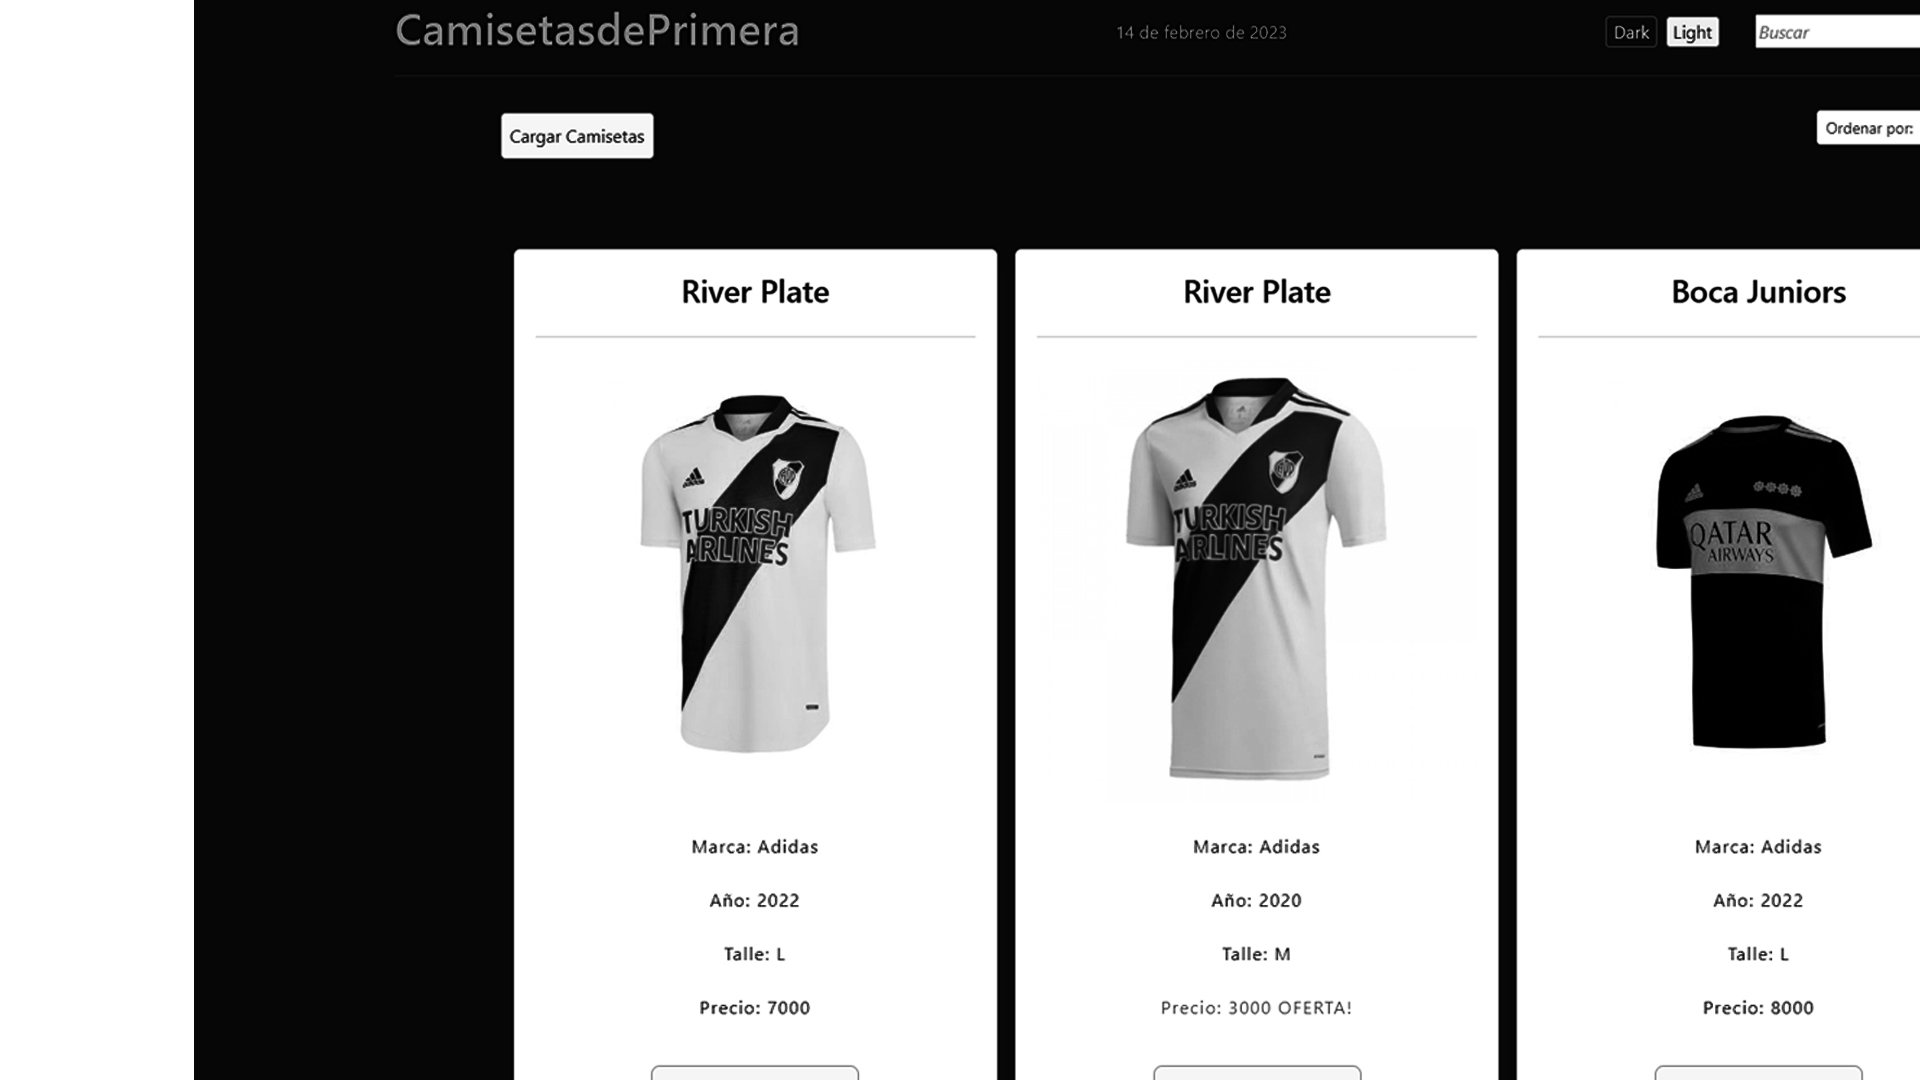 CamisetasdePrimera
14 de febrero de 2023
Dark
Light
Buscar
Cargar Camisetas
Ordenar por:
River Plate
adidas
TURKISH
AIRLINES
Marca: Adidas
Año: 2022
Talle: L
Precio: 7000
River Plate
adidas
TURKISH
AIRLINES
Marca: Adidas
Año: 2020
Talle: M
Precio: 3000 OFERTA!
Boca Juniors
QATAR
AIRWAYS
Marca: Adidas
Año: 2022
Talle: L
Precio: 8000